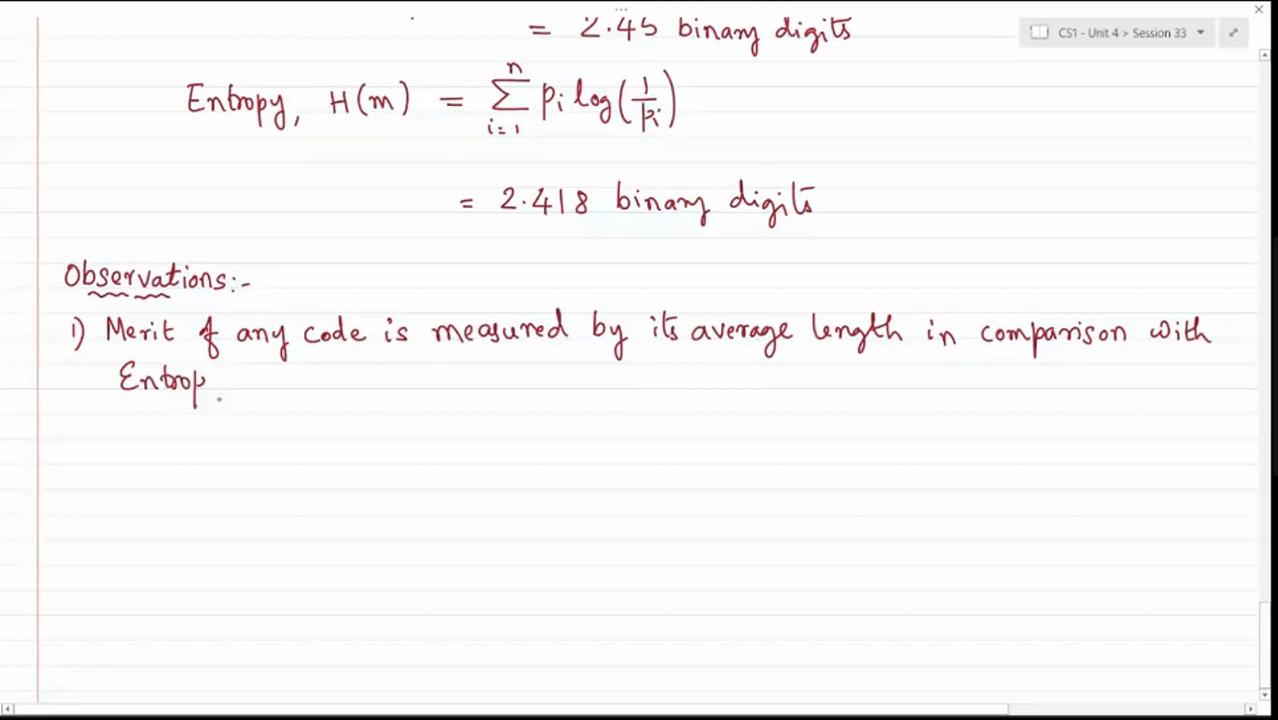 = 2.45 binary digits
CS1 - Unit 4 > Session 33
Entropy, H(m) = n Σ i=1 pi log(1/pi)
= 2.418 binary digits
Observations:-
1) Merit of any code is measured by its average length in comparison with
Entrop